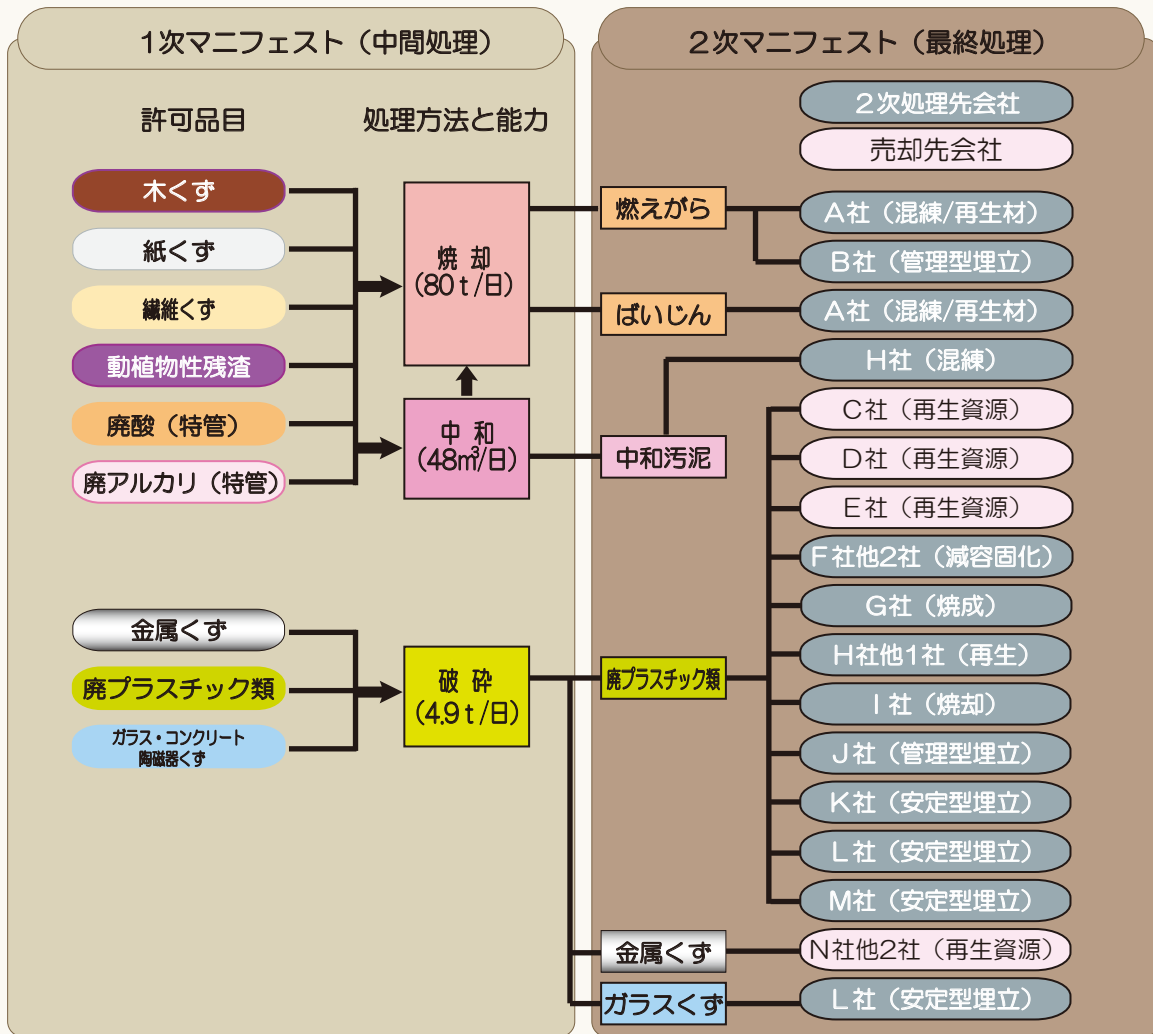 1次マニフェスト（中間処理）
許可品目
処理方法と能力
木くず
紙くず
繊維くず
動植物性残渣
廃酸（特管）
廃アルカリ（特管）
焼 却
(80ｔ/日)
中 和
(48㎥/日)
金属くず
廃プラスチック類
ガラス・コンクリート
陶磁器くず
破 砕
(4.9ｔ/日)
2次マニフェスト（最終処理）
2次処理先会社
売却先会社
燃えがら
A社（混練/再生材）
B社（管理型埋立）
ばいじん
A社（混練/再生材）
中和汚泥
H社（混練）
廃プラスチック類
C社（再生資源）
D社（再生資源）
E社（再生資源）
F社他2社（減容固化）
G社（焼成）
H社他1社（再生）
I社（焼却）
J社（管理型埋立）
K社（安定型埋立）
L社（安定型埋立）
M社（安定型埋立）
金属くず
N社他2社（再生資源）
ガラスくず
L社（安定型埋立）